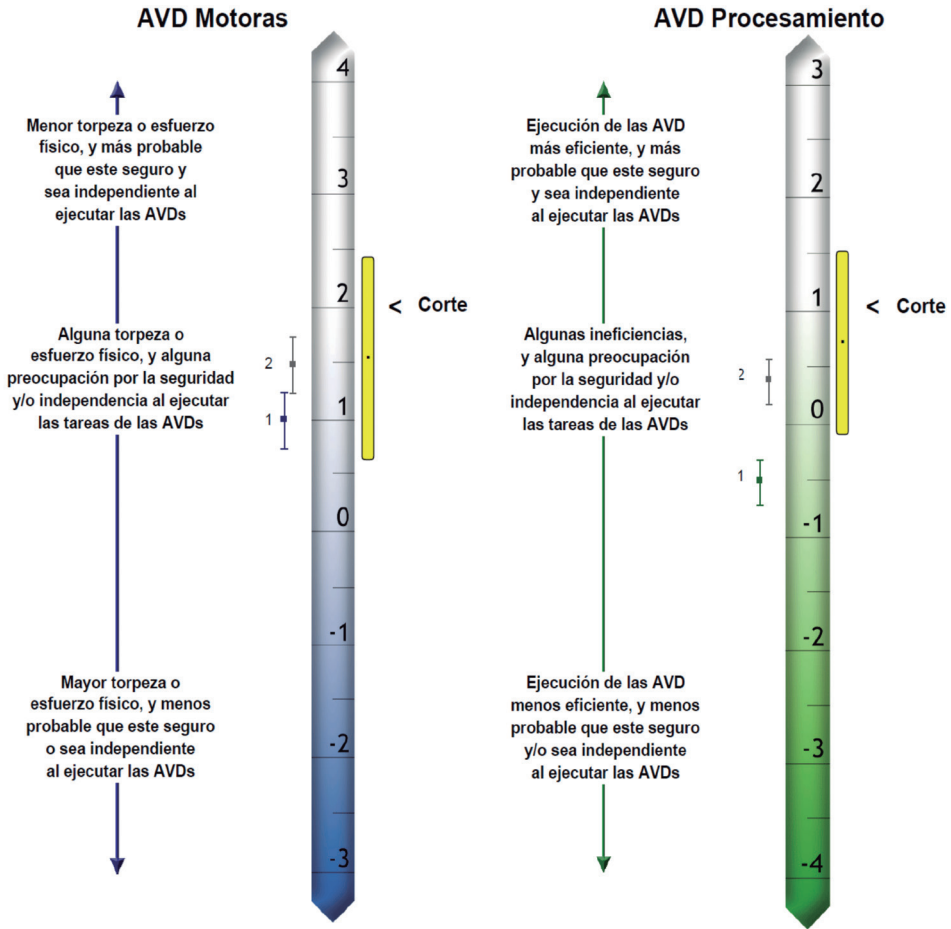 AVD Motoras
4
Menor torpeza o esfuerzo
físico, y más probable
que este seguro y
sea independiente al
ejecutar las AVDs
3
2
< Corte
Alguna torpeza o
esfuerzo físico, y alguna
preocupación por la seguridad
y/o independencia al ejecutar
las tareas de las AVDs
2
1
1
0
-1
Mayor torpeza o
esfuerzo físico, y menos
probable que este seguro
o sea independiente
al ejecutar las AVDs
-2
-3
AVD Procesamiento
3
Ejecución de las AVD
más eficiente, y más
probable que este seguro
y sea independiente
al ejecutar las AVDs
2
1
< Corte
Algunas ineficiencias,
y alguna preocupación
por la seguridad y/o
independencia al ejecutar
las tareas de las AVDs
2
0
1
-1
-2
Ejecución de las AVD
menos eficiente, y menos
probable que este seguro
y/o sea independiente
al ejecutar las AVDs
-3
-4